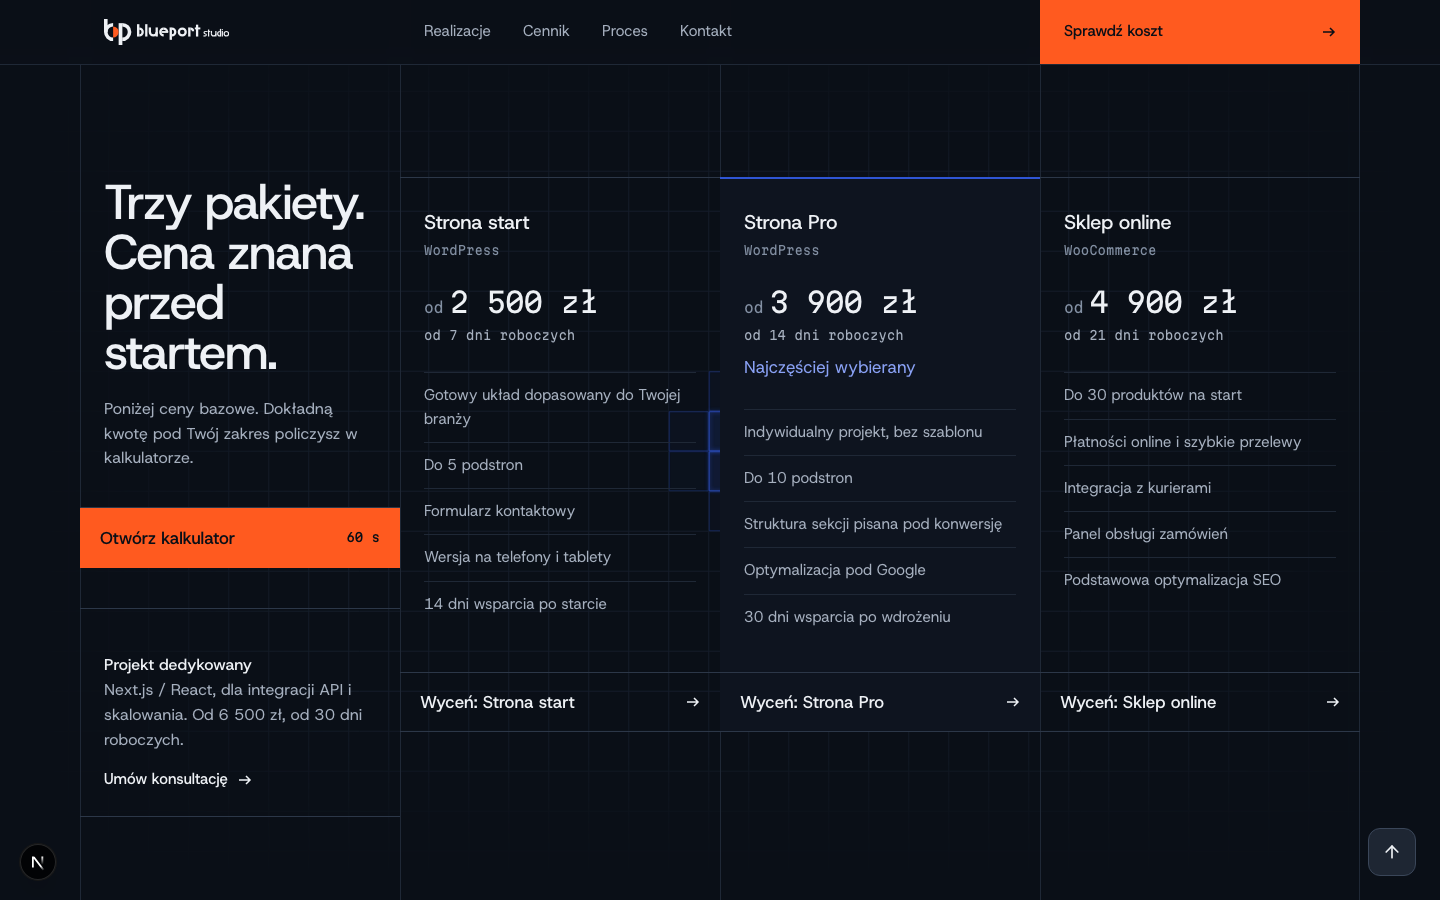 blueport studio
Realizacje
Cennik
Proces
Kontakt
Sprawdź koszt →
Trzy pakiety.
Cena znana
przed
startem.
Poniżej ceny bazowe. Dokładną
kwotę pod Twój zakres policzysz w
kalkulatorze.
Otwórz kalkulator 60 s
Projekt dedykowany
Next.js / React, dla integracji API i
skalowania. Od 6 500 zł, od 30 dni
roboczych.
Umów konsultację →
Strona start
WordPress
od 2 500 zł
od 7 dni roboczych
Gotowy układ dopasowany do Twojej
branży
Do 5 podstron
Formularz kontaktowy
Wersja na telefony i tablety
14 dni wsparcia po starcie
Wyceń: Strona start →
Strona Pro
WordPress
od 3 900 zł
od 14 dni roboczych
Najczęściej wybierany
Indywidualny projekt, bez szablonu
Do 10 podstron
Struktura sekcji pisana pod konwersję
Optymalizacja pod Google
30 dni wsparcia po wdrożeniu
Wyceń: Strona Pro →
Sklep online
WooCommerce
od 4 900 zł
od 21 dni roboczych
Do 30 produktów na start
Płatności online i szybkie przelewy
Integracja z kurierami
Panel obsługi zamówień
Podstawowa optymalizacja SEO
Wyceń: Sklep online →
N